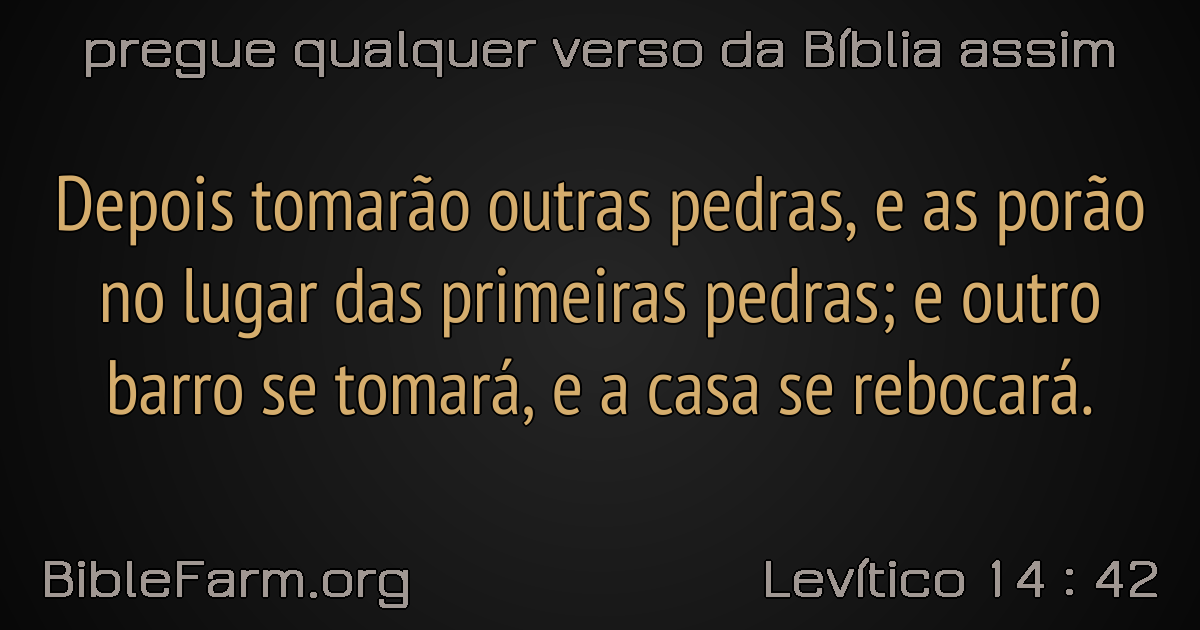 pregue qualquer verso da Bíblia assim
Depois tomarão outras pedras, e as porão
no lugar das primeiras pedras; e outro
barro se tomará, e a casa se rebocará.
BibleFarm.org
Levítico 14 : 42